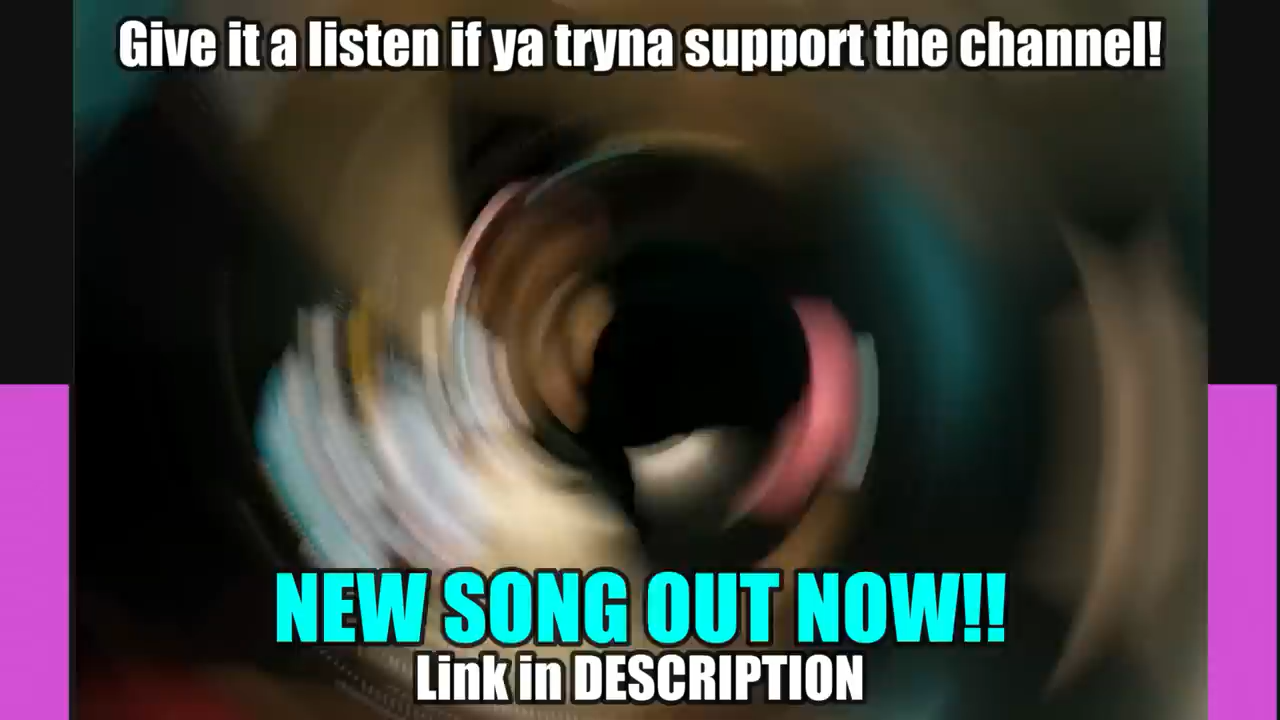 Give it a listen if ya tryna support the channel!
NEW SONG OUT NOW!!
Link in DESCRIPTION